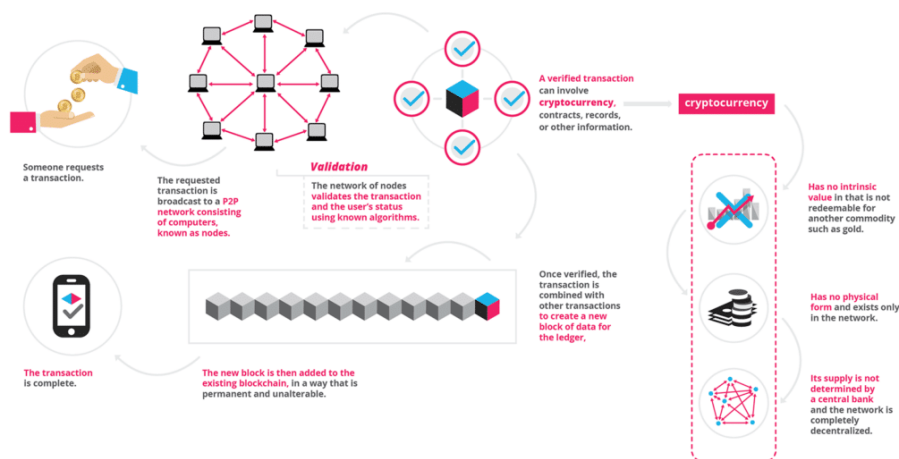 Someone requests
a transaction.
The requested
transaction is
broadcast to a P2P
network consisting
of computers,
known as nodes.
Validation
The network of nodes
validates the transaction
and the user's status
using known algorithms.
A verified transaction
can involve
cryptocurrency,
contracts, records,
or other information.
cryptocurrency
Has no intrinsic
value in that is not
redeemable for
another commodity
such as gold.
Has no physical
form and exists only
in the network.
Its supply is not
determined by
a central bank
and the network is
completely
decentralized.
Once verified, the
transaction is
combined with
other transactions
to create a new
block of data for
the ledger,
The new block is then added to the
existing blockchain, in a way that is
permanent and unalterable.
The transaction
is complete.